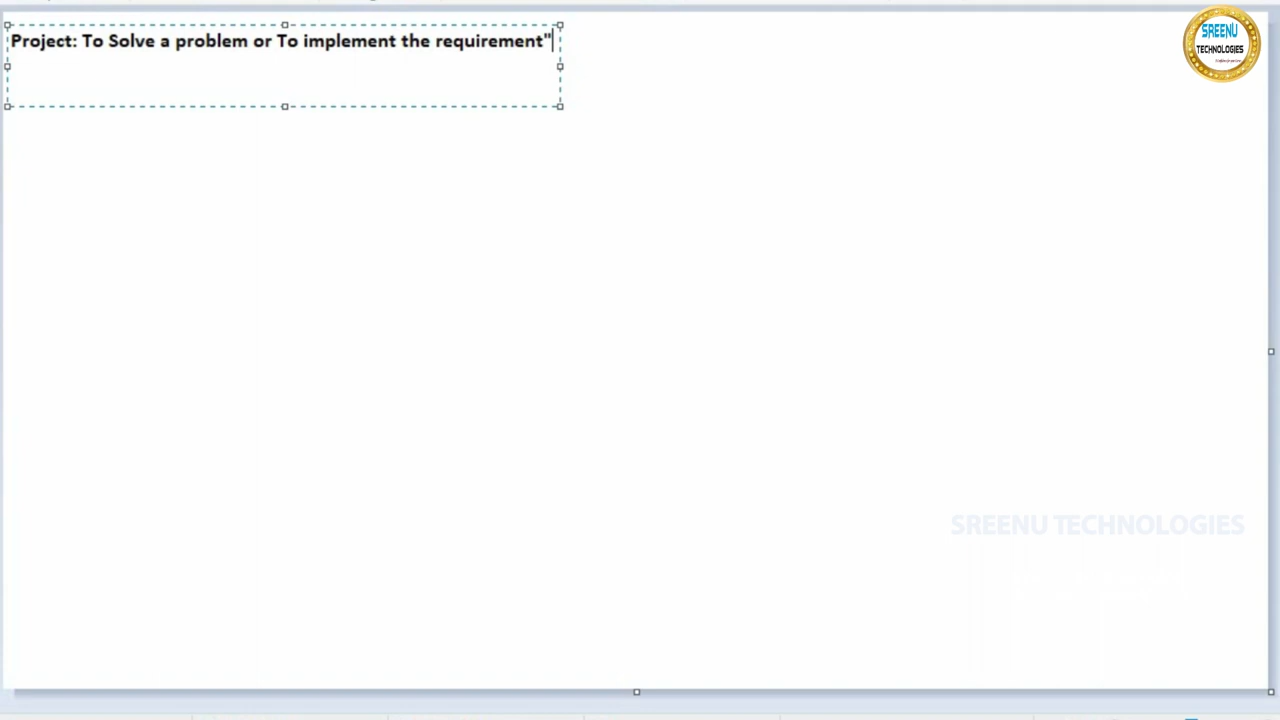 Project: To Solve a problem or To implement the requirement"
SREENU
TECHNOLOGIES
SREENU TECHNOLOGIES